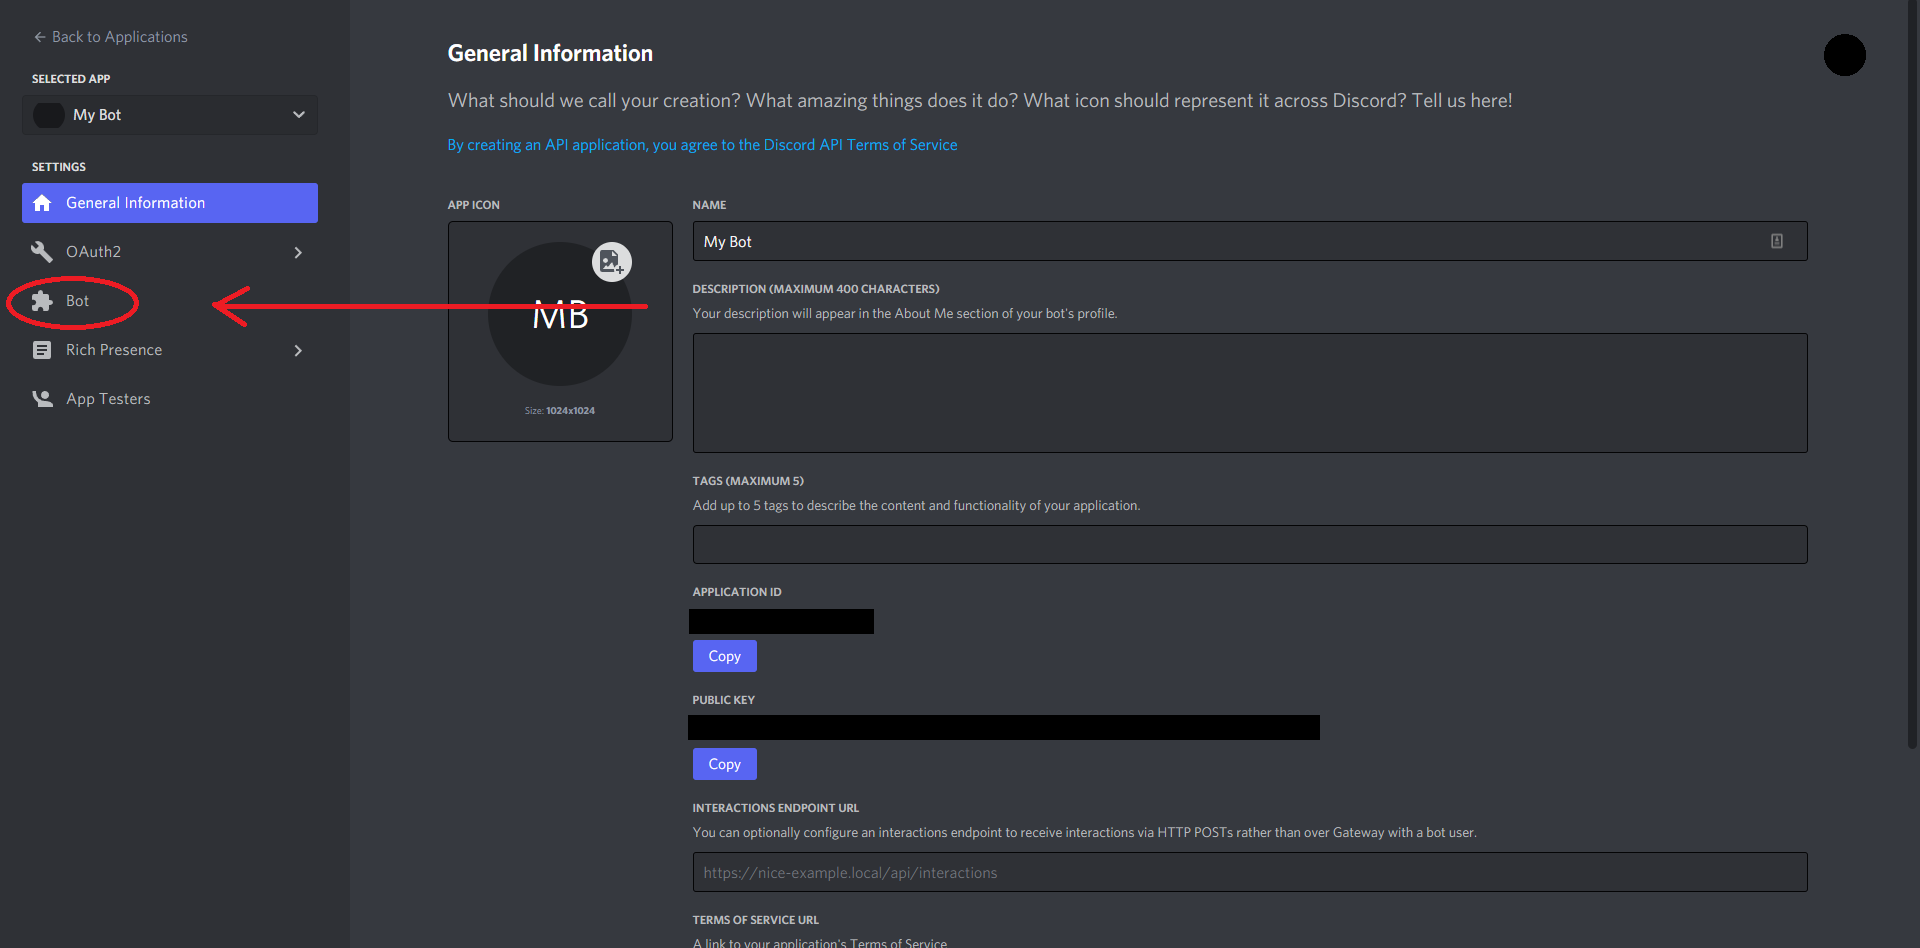 Back to Applications
SELECTED APP
My Bot
SETTINGS
General Information
OAuth2
Bot
Rich Presence
App Testers
General Information
What should we call your creation? What amazing things does it do? What icon should represent it across Discord? Tell us here!
By creating an API application, you agree to the Discord API Terms of Service
APP ICON
MB
Size: 1024x1024
NAME
My Bot
DESCRIPTION (MAXIMUM 400 CHARACTERS)
Your description will appear in the About Me section of your bot's profile.
TAGS (MAXIMUM 5)
Add up to 5 tags to describe the content and functionality of your application.
APPLICATION ID
Copy
PUBLIC KEY
Copy
INTERACTIONS ENDPOINT URL
You can optionally configure an interactions endpoint to receive interactions via HTTP POSTs rather than over Gateway with a bot user.
https://nice-example.local/api/interactions
TERMS OF SERVICE URL
A link to your application's Terms of Service